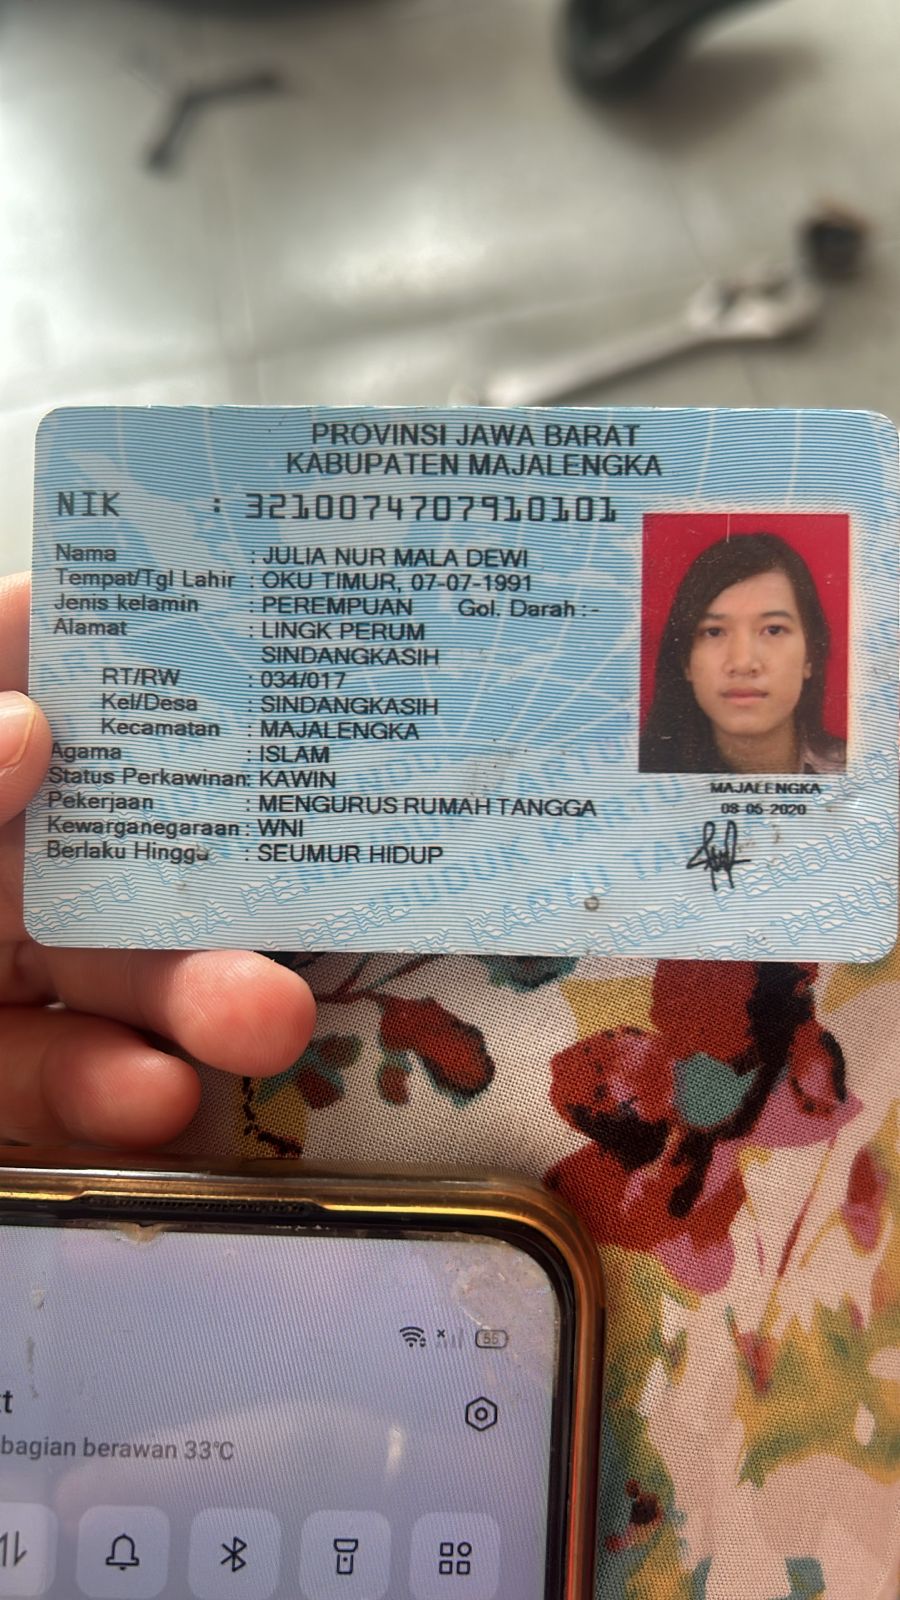 PROVINSI JAWA BARAT
KABUPATEN MAJALENGKA
NIK : 3210074707910101
Nama : JULIA NUR MALA DEWI
Tempat/Tgl Lahir : OKU TIMUR, 07-07-1991
Jenis kelamin : PEREMPUAN Gol. Darah :-
Alamat : LINGK PERUM
SINDANGKASIH
RT/RW : 034/017
Kel/Desa : SINDANGKASIH
Kecamatan : MAJALENGKA
Agama : ISLAM
Status Perkawinan: KAWIN
Pekerjaan : MENGURUS RUMAH TANGGA
Kewarganegaraan : WNI
Berlaku Hingga : SEUMUR HIDUP
MAJALENGKA
08-05-2020
55
bagian berawan 33°C